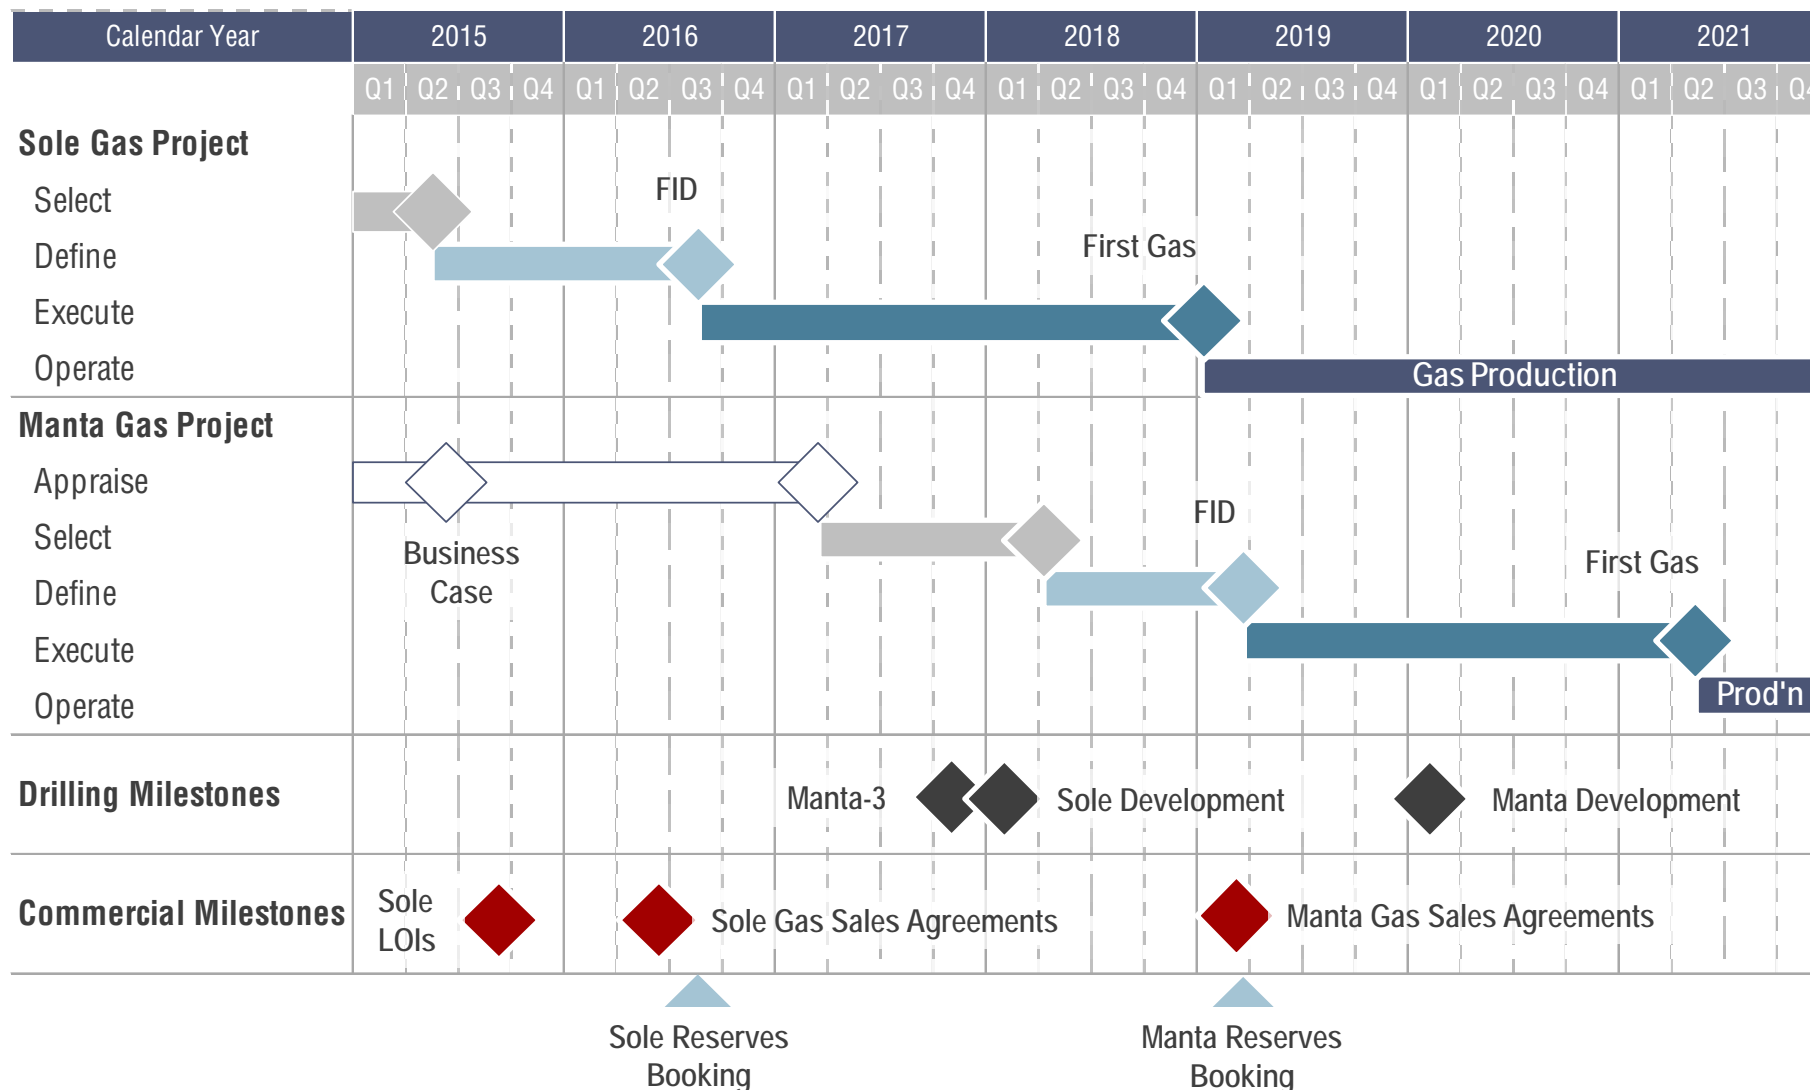 Calendar Year 2015 2016 2017 2018 2019 2020 2021
Q1 Q2 Q3 Q4 Q1 Q2 Q3 Q4 Q1 Q2 Q3 Q4 Q1 Q2 Q3 Q4 Q1 Q2 Q3 Q4 Q1 Q2 Q3 Q4 Q1 Q2 Q3 Q4
Sole Gas Project
Select
FID
Define
First Gas
Execute
Operate
Gas Production
Manta Gas Project
Appraise
Select
FID
Business
Case
First Gas
Define
Execute
Operate
Prod'n
Drilling Milestones
Manta-3
Sole Development
Manta Development
Commercial Milestones
Sole
LOIs
Sole Gas Sales Agreements
Manta Gas Sales Agreements
Sole Reserves
Booking
Manta Reserves
Booking